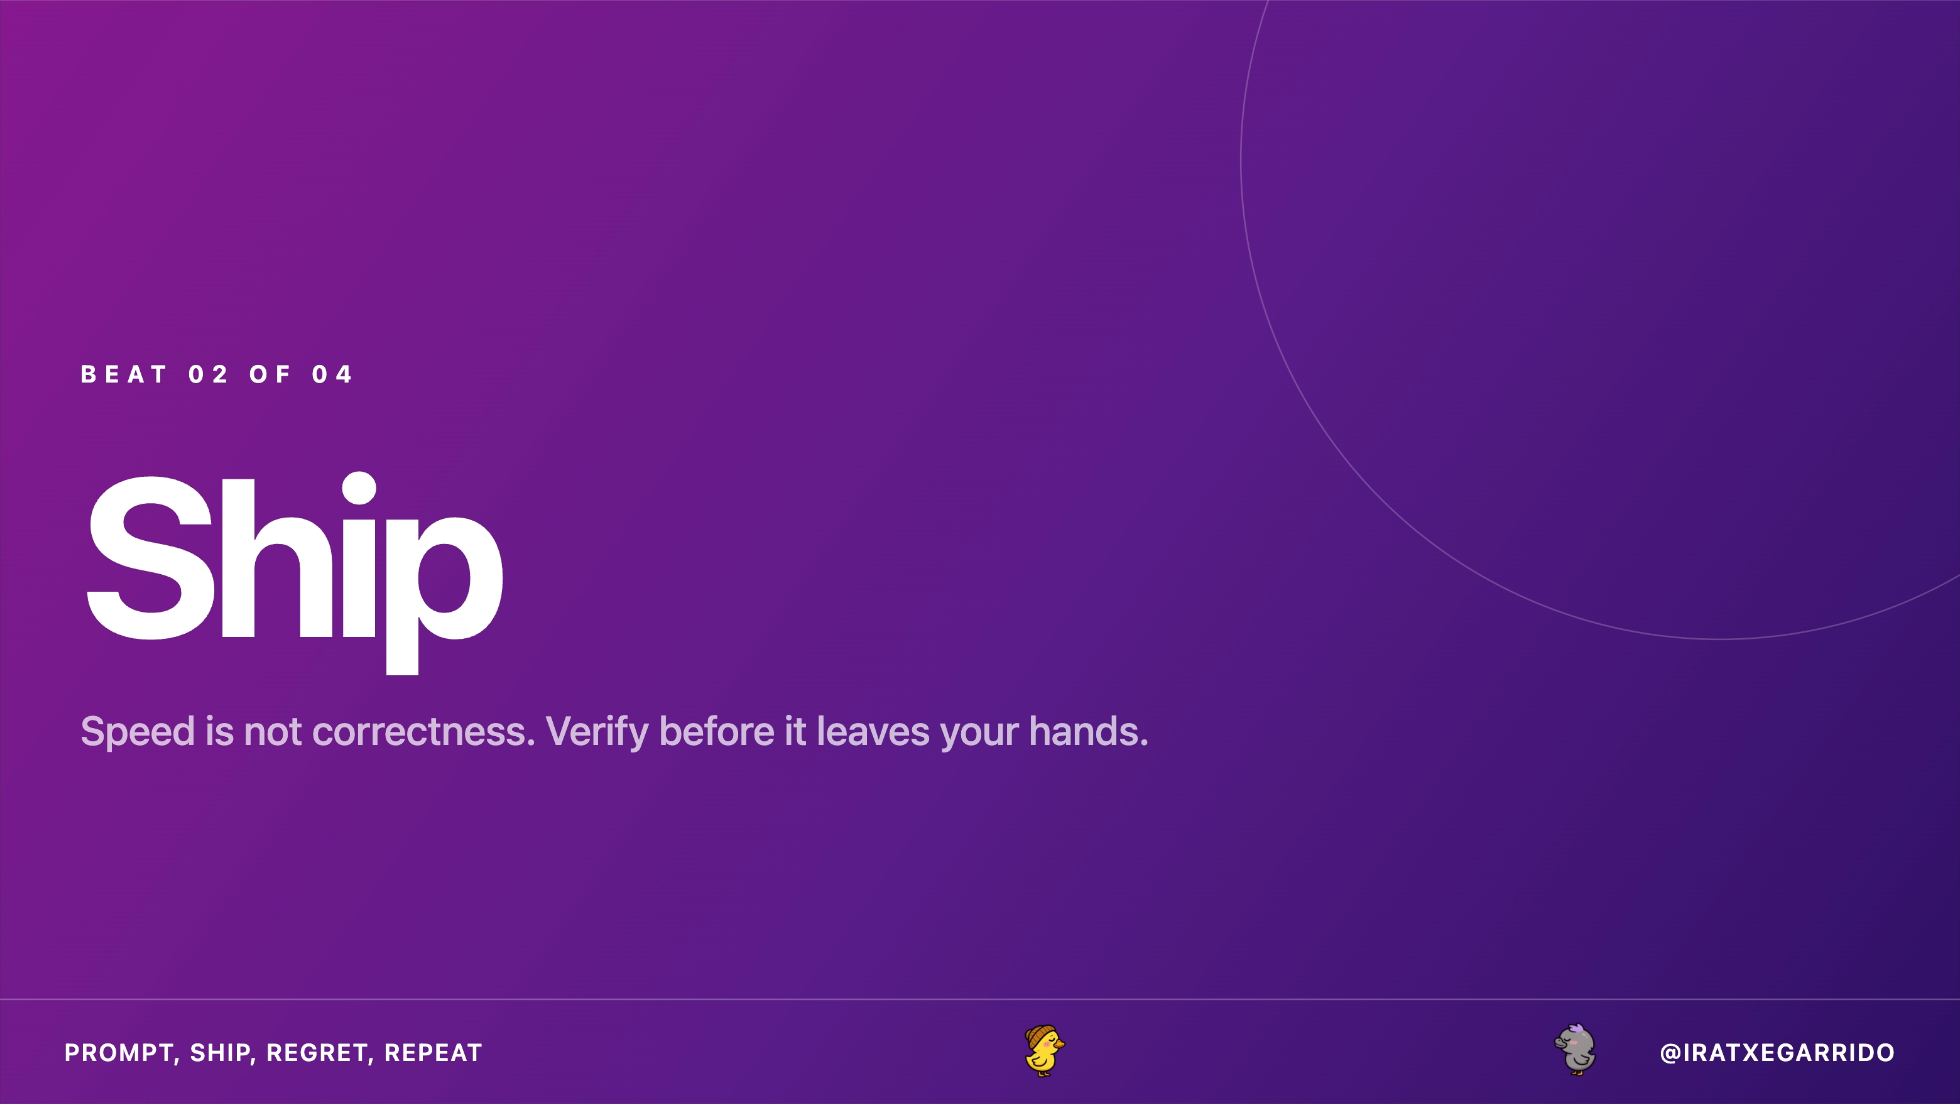 BEAT 02 OF 04
Ship
Speed is not correctness. Verify before it leaves your hands.
PROMPT, SHIP, REGRET, REPEAT
@IRATXEGARRIDO